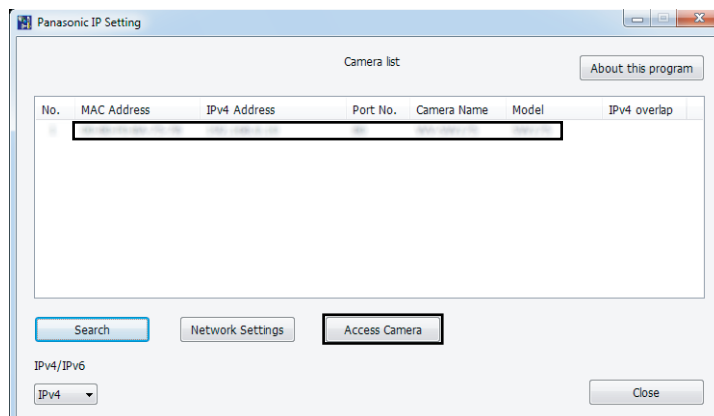 Panasonic IP Setting
Camera list
About this program
No. MAC Address IPv4 Address Port No. Camera Name Model IPv4 overlap
Search Network Settings Access Camera
IPv4/IPv6
IPv4
Close